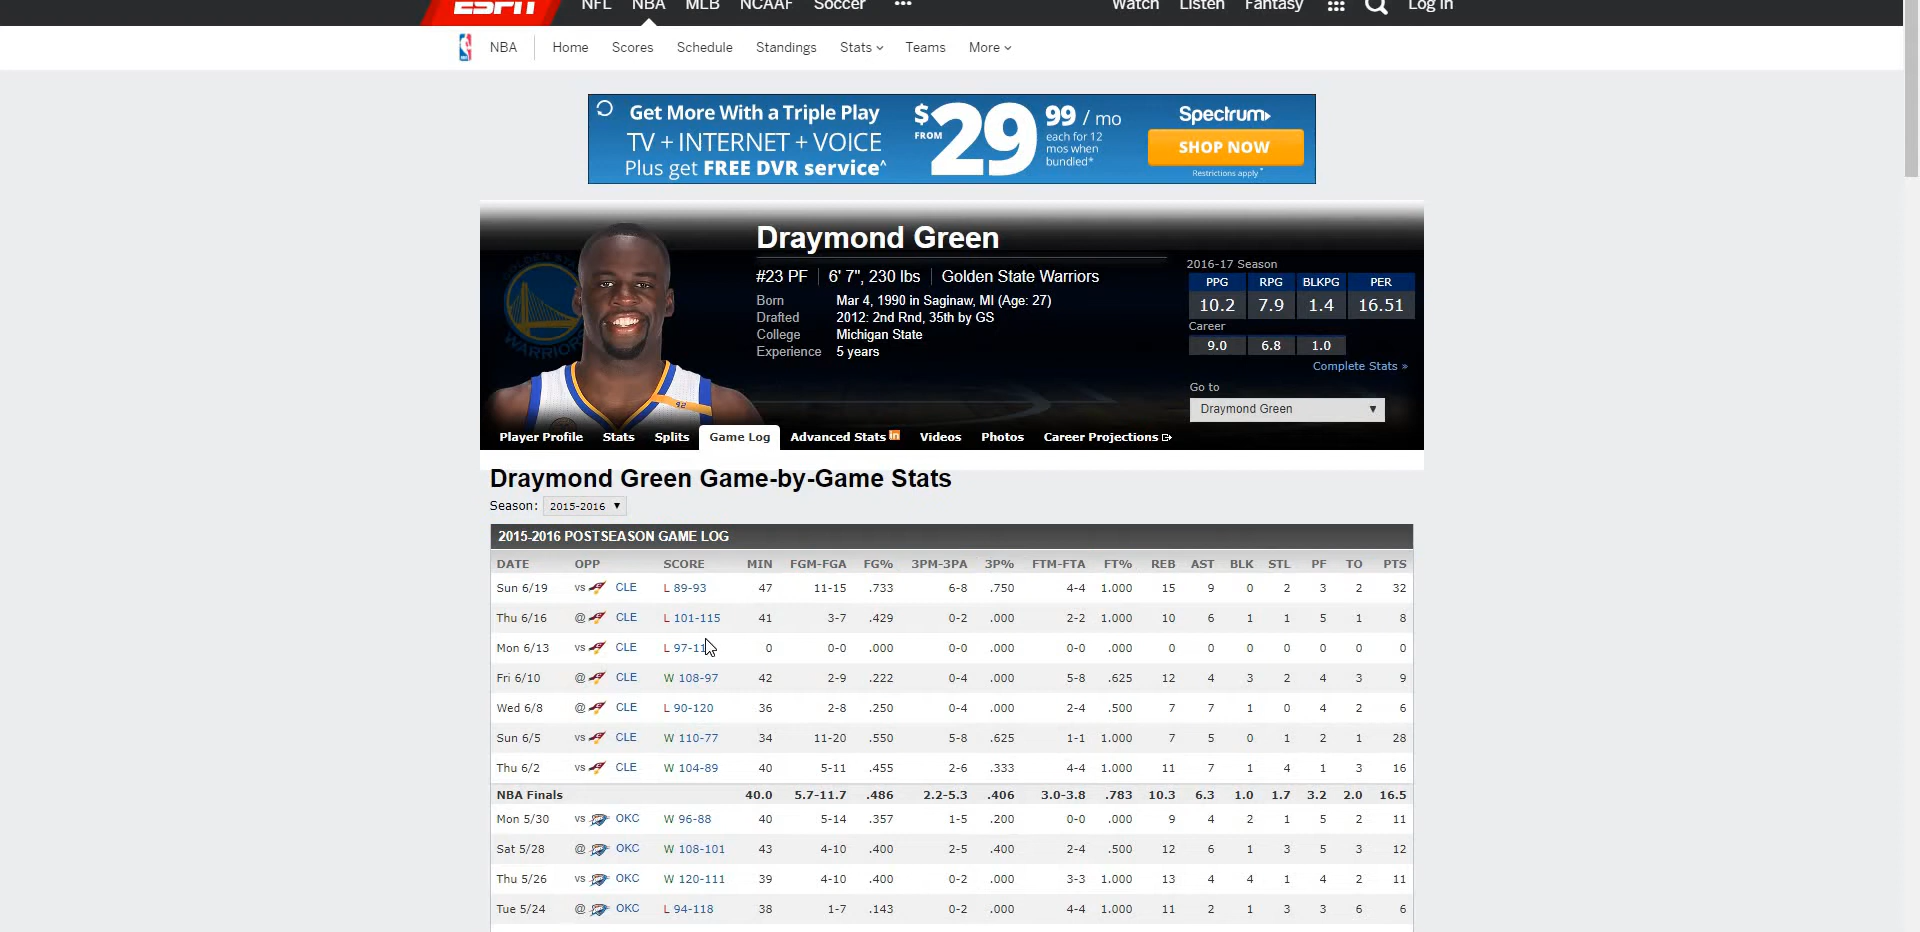 ESPN NFL NBA MLB NCAAF Soccer ••• Watch Listen Fantasy Log In
NBA Home Scores Schedule Standings Stats Teams More
Get More With a Triple Play
TV + INTERNET + VOICE
Plus get FREE DVR service^
$ FROM 29 99 / mo
each for 12
mos when
bundled*
Spectrum
SHOP NOW
Restrictions apply*
GOLDEN STATE
WARRIORS
42
Draymond Green
#23 PF 6' 7", 230 lbs Golden State Warriors
Born Mar 4, 1990 in Saginaw, MI (Age: 27)
Drafted 2012: 2nd Rnd, 35th by GS
College Michigan State
Experience 5 years
2016-17 Season
PPG RPG BLKPG PER
10.2 7.9 1.4 16.51
Career
9.0 6.8 1.0
Complete Stats »
Go to
Draymond Green ▼
Player Profile Stats Splits Game Log Advanced Stats in Videos Photos Career Projections
Draymond Green Game-by-Game Stats
Season: 2015-2016 ▼
2015-2016 POSTSEASON GAME LOG
DATE OPP SCORE MIN FGM-FGA FG% 3PM-3PA 3P% FTM-FTA FT% REB AST BLK STL PF TO PTS
Sun 6/19 vs CLE L 89-93 47 11-15 .733 6-8 .750 4-4 1.000 15 9 0 2 3 2 32
Thu 6/16 @ CLE L 101-115 41 3-7 .429 0-2 .000 2-2 1.000 10 6 1 1 5 1 8
Mon 6/13 vs CLE L 97-11 0 0-0 .000 0-0 .000 0-0 .000 0 0 0 0 0 0 0
Fri 6/10 @ CLE W 108-97 42 2-9 .222 0-4 .000 5-8 .625 12 4 3 2 4 3 9
Wed 6/8 @ CLE L 90-120 36 2-8 .250 0-4 .000 2-4 .500 7 7 1 0 4 2 6
Sun 6/5 vs CLE W 110-77 34 11-20 .550 5-8 .625 1-1 1.000 7 5 0 1 2 1 28
Thu 6/2 vs CLE W 104-89 40 5-11 .455 2-6 .333 4-4 1.000 11 7 1 4 1 3 16
NBA Finals 40.0 5.7-11.7 .486 2.2-5.3 .406 3.0-3.8 .783 10.3 6.3 1.0 1.7 3.2 2.0 16.5
Mon 5/30 vs OKC W 96-88 40 5-14 .357 1-5 .200 0-0 .000 9 4 2 1 5 2 11
Sat 5/28 @ OKC W 108-101 43 4-10 .400 2-5 .400 2-4 .500 12 6 1 3 5 3 12
Thu 5/26 vs OKC W 120-111 39 4-10 .400 0-2 .000 3-3 1.000 13 4 4 1 4 2 11
Tue 5/24 @ OKC L 94-118 38 1-7 .143 0-2 .000 4-4 1.000 11 2 1 3 3 6 6